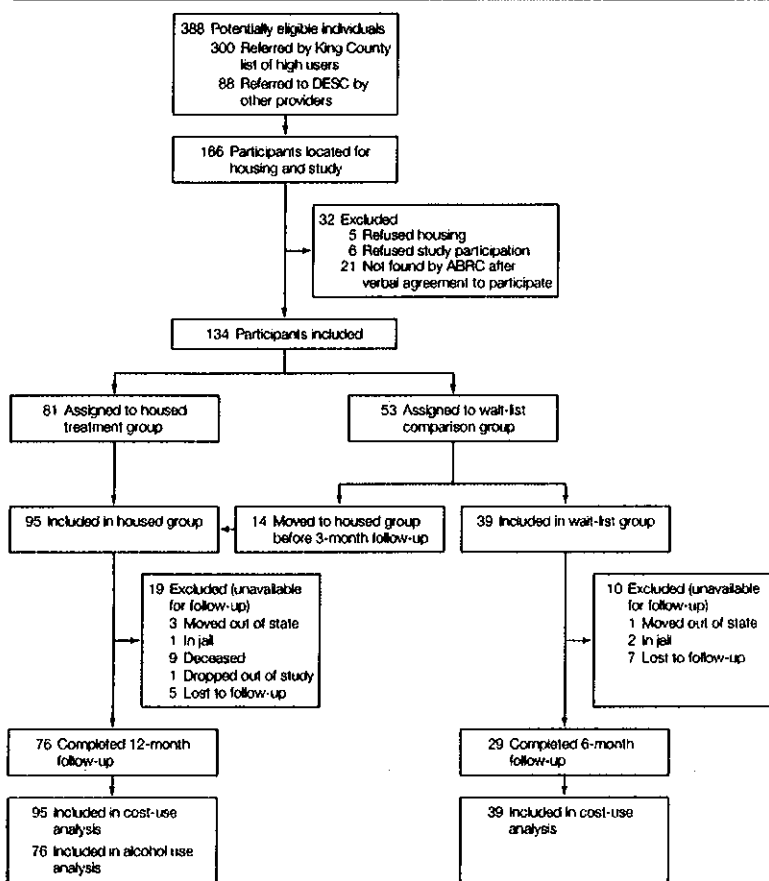 388 Potentially eligible individuals
300 Referred by King County
list of high users
88 Referred to DESC by
other providers
166 Participants located for
housing and study
32 Excluded
5 Refused housing
6 Refused study participation
21 Not found by ABRC after
verbal agreement to participate
134 Participants included
81 Assigned to housed
treatment group
53 Assigned to wait-list
comparison group
95 Included in housed group
14 Moved to housed group
before 3-month follow-up
39 Included in wait-list group
19 Excluded (unavailable
for follow-up)
3 Moved out of state
1 In jail
9 Deceased
1 Dropped out of study
5 Lost to follow-up
10 Excluded (unavailable
for follow-up)
1 Moved out of state
2 In jail
7 Lost to follow-up
76 Completed 12-month
follow-up
29 Completed 6-month
follow-up
95 Included in cost-use
analysis
76 Included in alcohol use
analysis
39 Included in cost-use
analysis